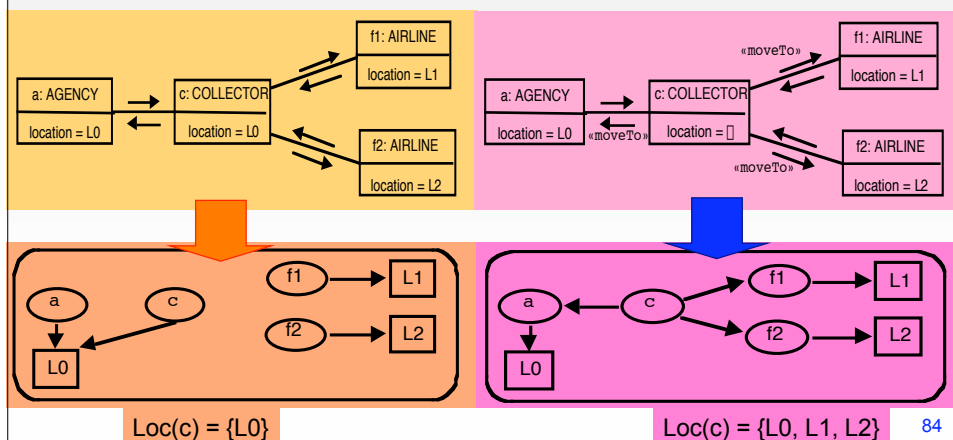 f1: AIRLINE
location = L1
a: AGENCY
location = L0
c: COLLECTOR
location = L0
f2: AIRLINE
location = L2
«moveTo»
f1: AIRLINE
location = L1
a: AGENCY
location = L0
«moveTo»
c: COLLECTOR
location = ▯
«moveTo»
f2: AIRLINE
location = L2
a
c
f1
L1
f2
L2
L0
a
c
f1
L1
f2
L2
L0
Loc(c) = {L0}
Loc(c) = {L0, L1, L2}
84